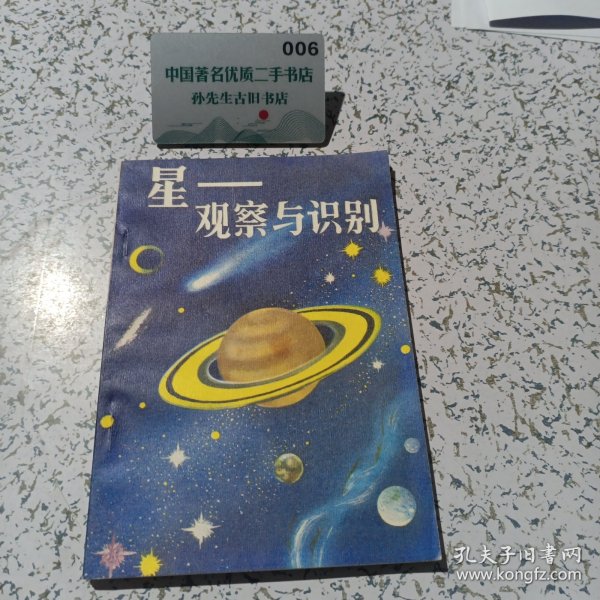 006
中国著名优质二手书店
孙先生古旧书店
星——
观察与识别
孔夫子旧书网
www.kongfz.com